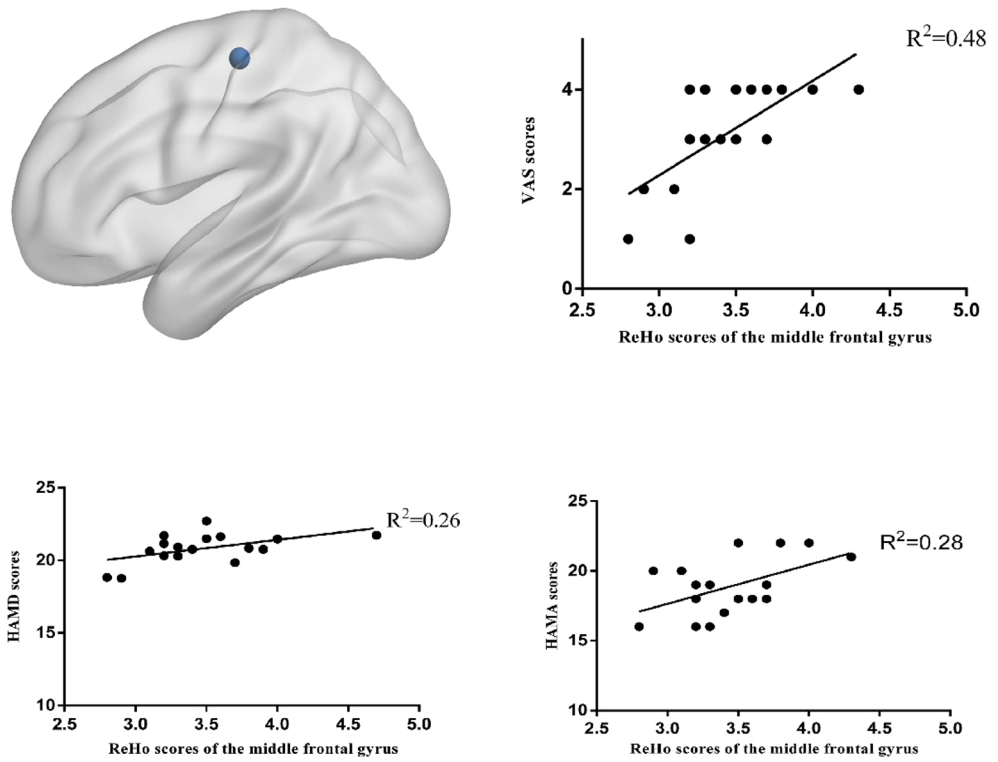 R²=0.48
VAS scores
4
2
0
2.5 3.0 3.5 4.0 4.5 5.0
ReHo scores of the middle frontal gyrus
25
20
15
10
HAMD scores
R²=0.26
2.5 3.0 3.5 4.0 4.5 5.0
ReHo scores of the middle frontal gyrus
25
20
15
10
HAMA scores
R²=0.28
2.5 3.0 3.5 4.0 4.5 5.0
ReHo scores of the middle frontal gyrus